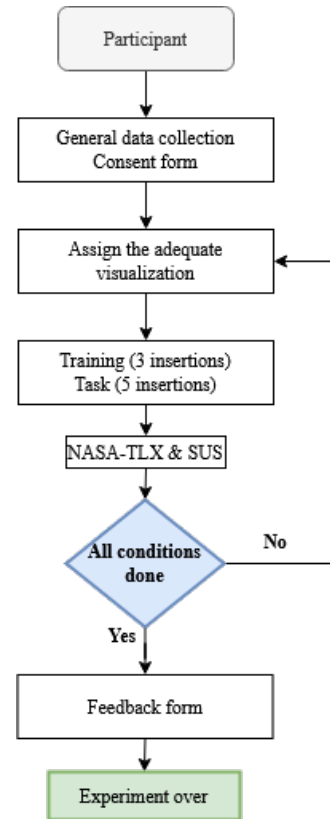 Participant
General data collection
Consent form
Assign the adequate
visualization
Training (3 insertions)
Task (5 insertions)
NASA-TLX & SUS
All conditions
done
No
Yes
Feedback form
Experiment over